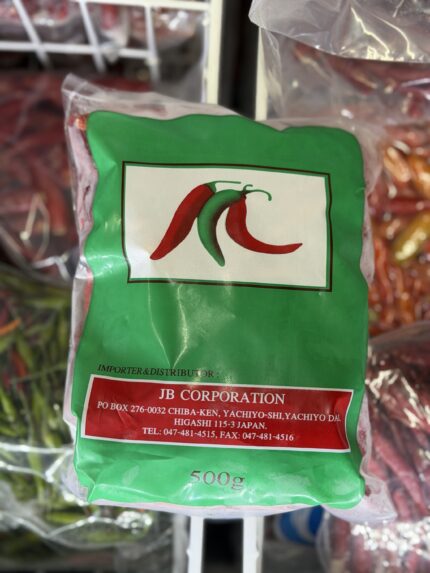 IMPORTER&DISTRIBUTOR :
JB CORPORATION
PO BOX 276-0032 CHIBA-KEN, YACHIYO-SHI,YACHIYO DAI
HIGASHI 115-3 JAPAN.
TEL: 047-481-4515, FAX: 047-481-4516
500g